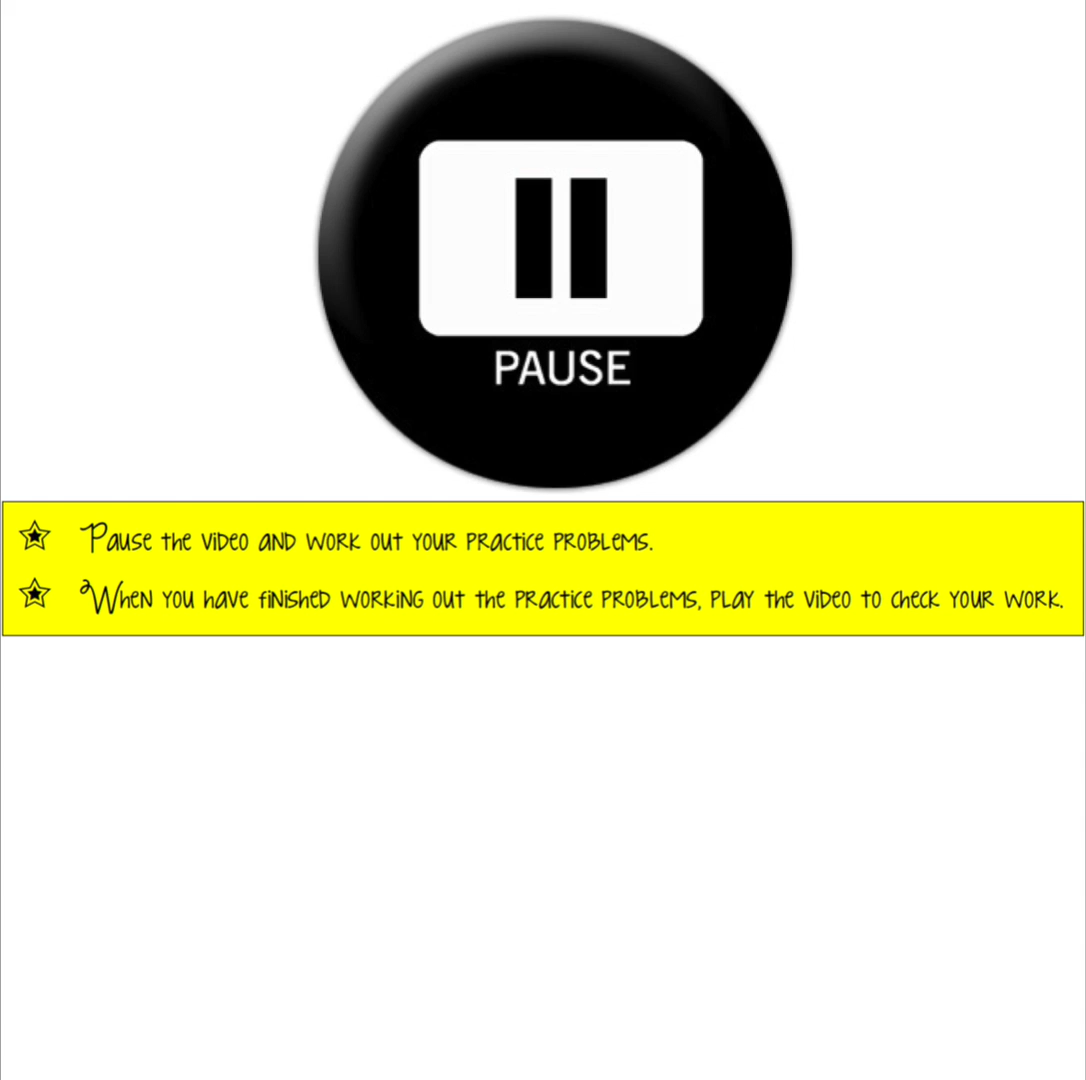 PAUSE
Pause the video and work out your practice problems.
When you have finished working out the practice problems, play the video to check your work.